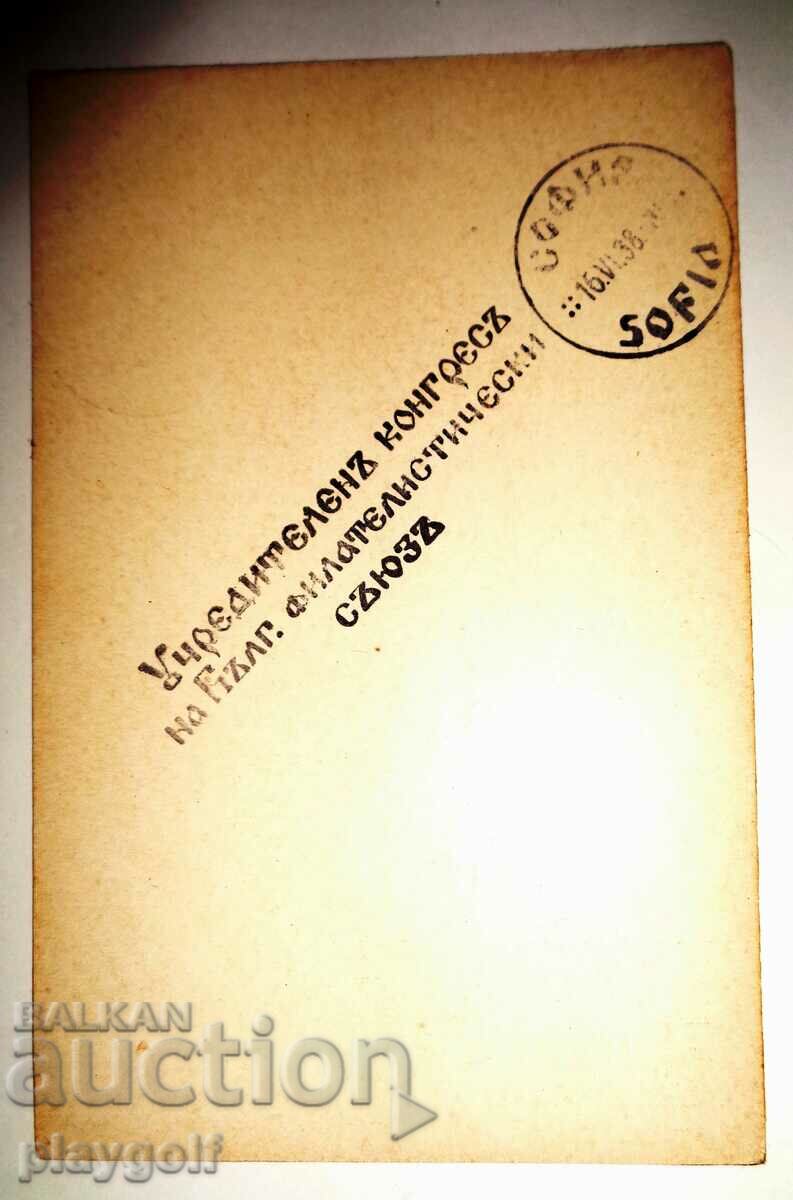 СОФИЯ
15.VI.38
SOFIA
Учредителенъ конгресъ
на Бълг. филателистически
съюзъ
BALKAN
auction
playgolf